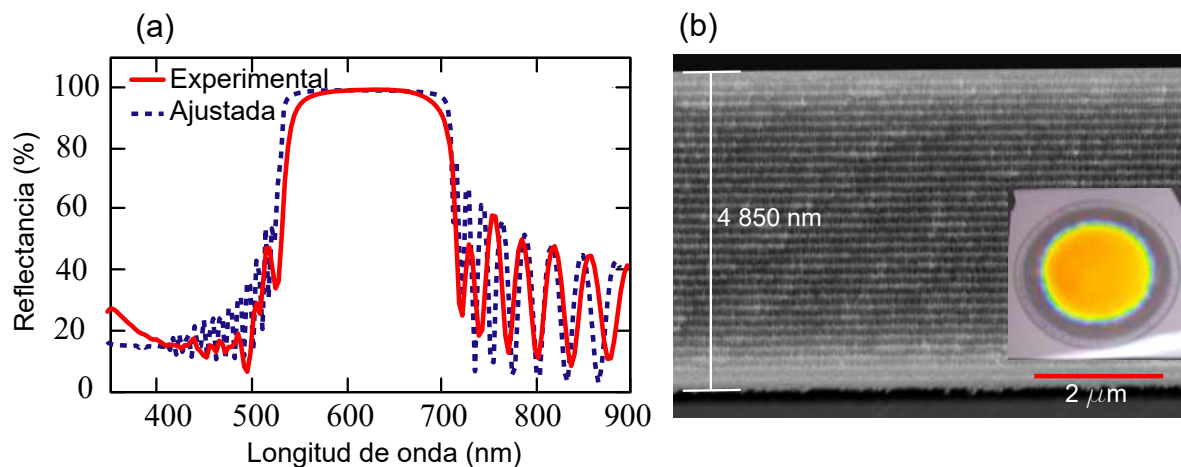 (a)
Experimental
Ajustada
100
80
60
40
20
0
Reflectancia (%)
400 500 600 700 800 900
Longitud de onda (nm)
(b)
4 850 nm
2 μm